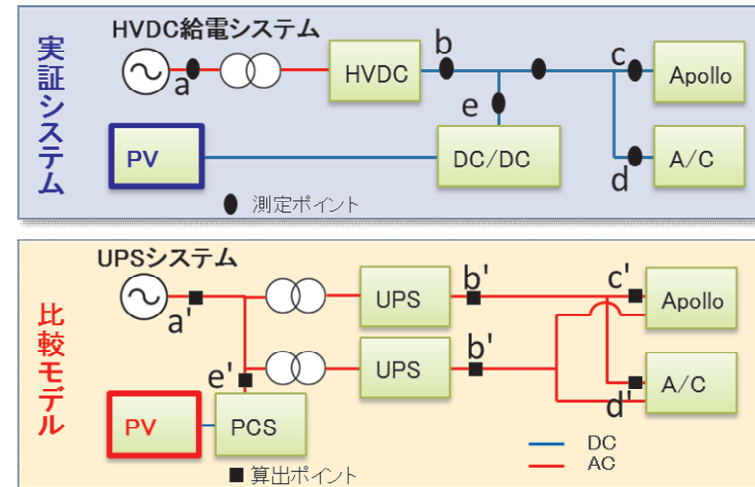 実証システム
HVDC給電システム
a
HVDC
b
e
c
Apollo
PV
DC/DC
d
A/C
測定ポイント
比較モデル
UPSシステム
a'
UPS
b'
c'
Apollo
e'
UPS
b'
d'
A/C
PV
PCS
DC
AC
算出ポイント